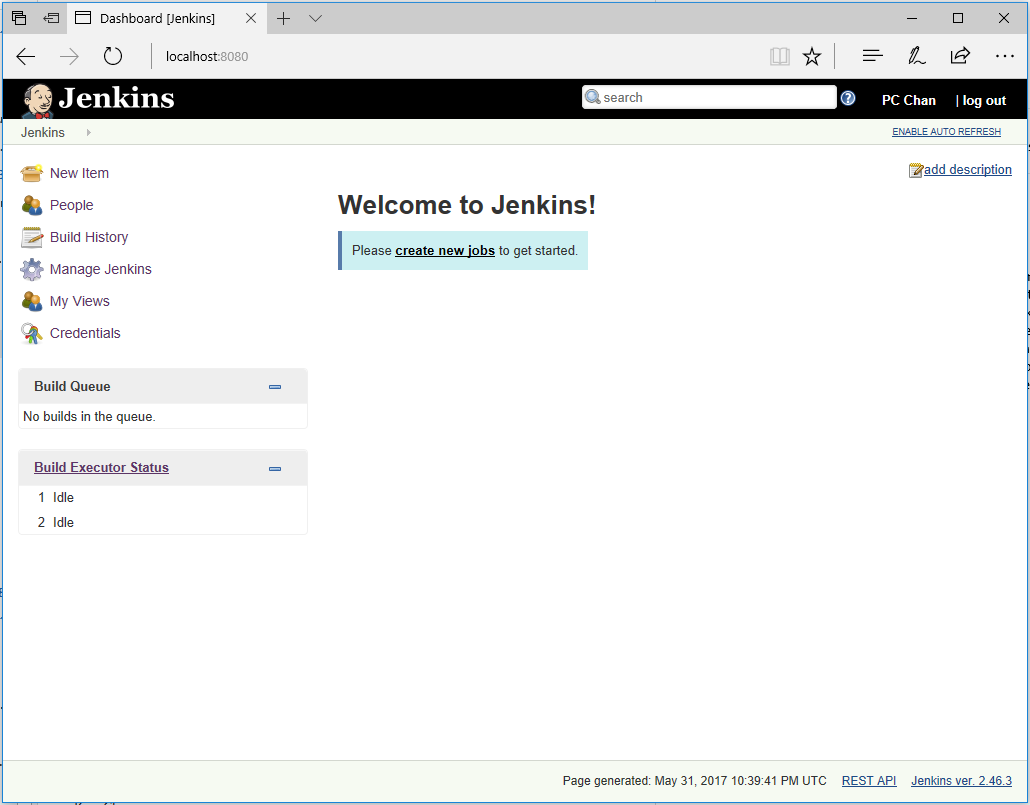 Dashboard [Jenkins]
localhost:8080
Jenkins
search
PC Chan
| log out
Jenkins
ENABLE AUTO REFRESH
New Item
People
Build History
Manage Jenkins
My Views
Credentials
add description
Welcome to Jenkins!
Please create new jobs to get started.
Build Queue
No builds in the queue.
Build Executor Status
1 Idle
2 Idle
Page generated: May 31, 2017 10:39:41 PM UTC
REST API
Jenkins ver. 2.46.3